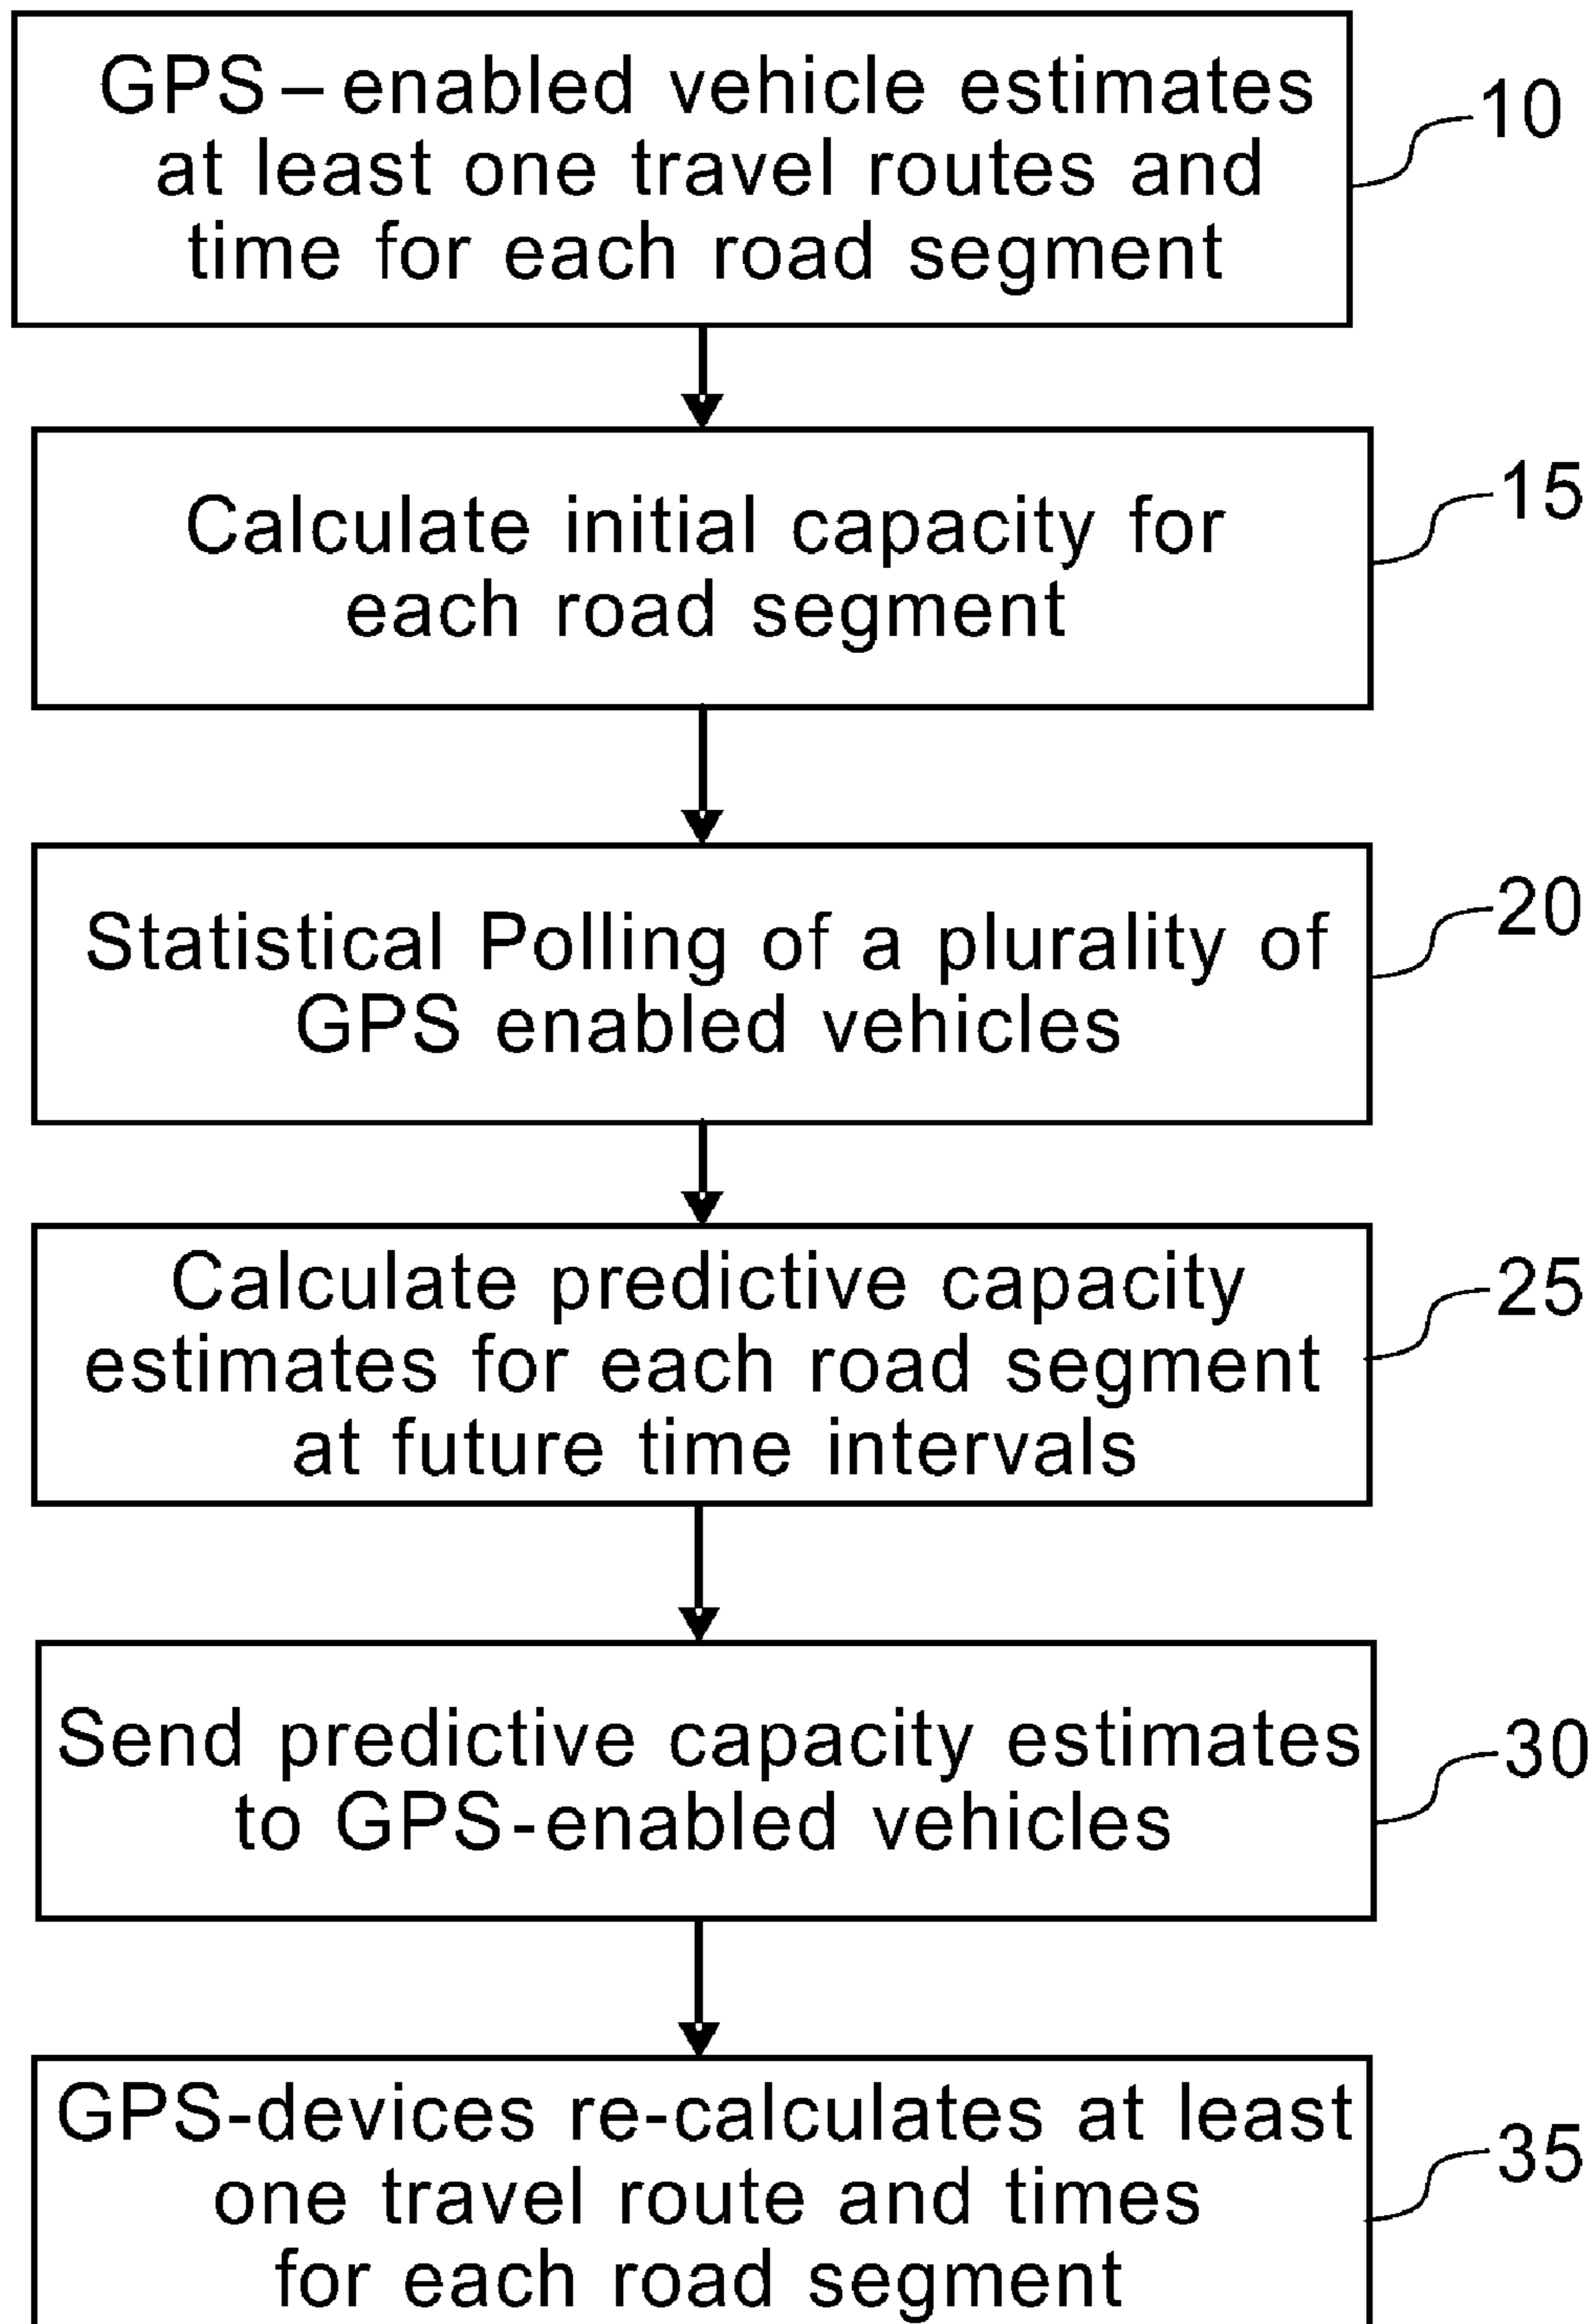 GPS – enabled vehicle estimates
at least one travel routes and
time for each road segment
10
Calculate initial capacity for
each road segment
15
Statistical Polling of a plurality of
GPS enabled vehicles
20
Calculate predictive capacity
estimates for each road segment
at future time intervals
25
Send predictive capacity estimates
to GPS-enabled vehicles
30
GPS-devices re-calculates at least
one travel route and times
for each road segment
35